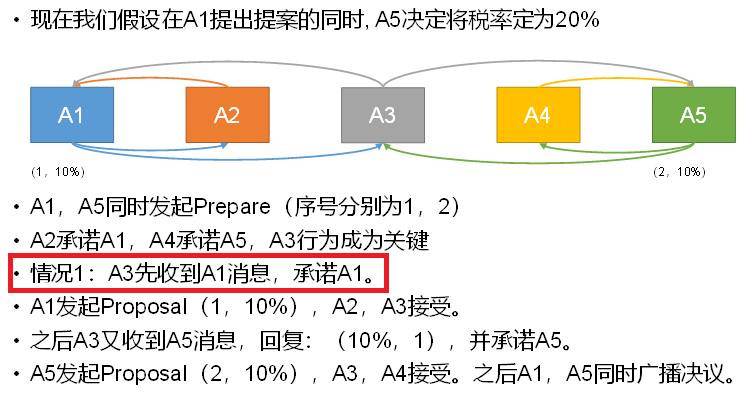 • 现在我们假设在A1提出提案的同时, A5决定将税率定为20%
A1 A2 A3 A4 A5
(1, 10%) (2, 10%)
• A1，A5同时发起Prepare（序号分别为1，2）
• A2承诺A1，A4承诺A5，A3行为成为关键
• 情况1：A3先收到A1消息，承诺A1。
• A1发起Proposal（1，10%），A2，A3接受。
• 之后A3又收到A5消息，回复：（10%，1），并承诺A5。
• A5发起Proposal（2，10%），A3，A4接受。之后A1，A5同时广播决议。